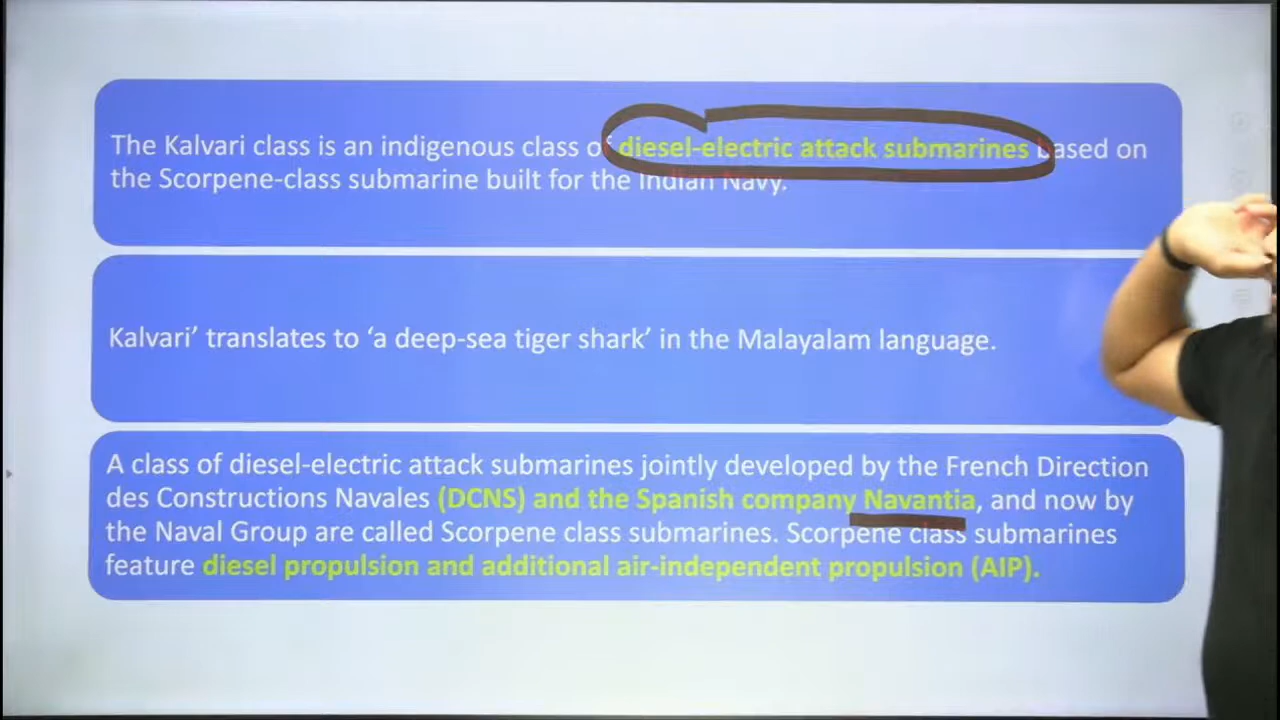 The Kalvari class is an indigenous class of diesel-electric attack submarines based on
the Scorpene-class submarine built for the Indian Navy.
Kalvari’ translates to ‘a deep-sea tiger shark’ in the Malayalam language.
A class of diesel-electric attack submarines jointly developed by the French Direction
des Constructions Navales (DCNS) and the Spanish company Navantia, and now by
the Naval Group are called Scorpene class submarines. Scorpene class submarines
feature diesel propulsion and additional air-independent propulsion (AIP).